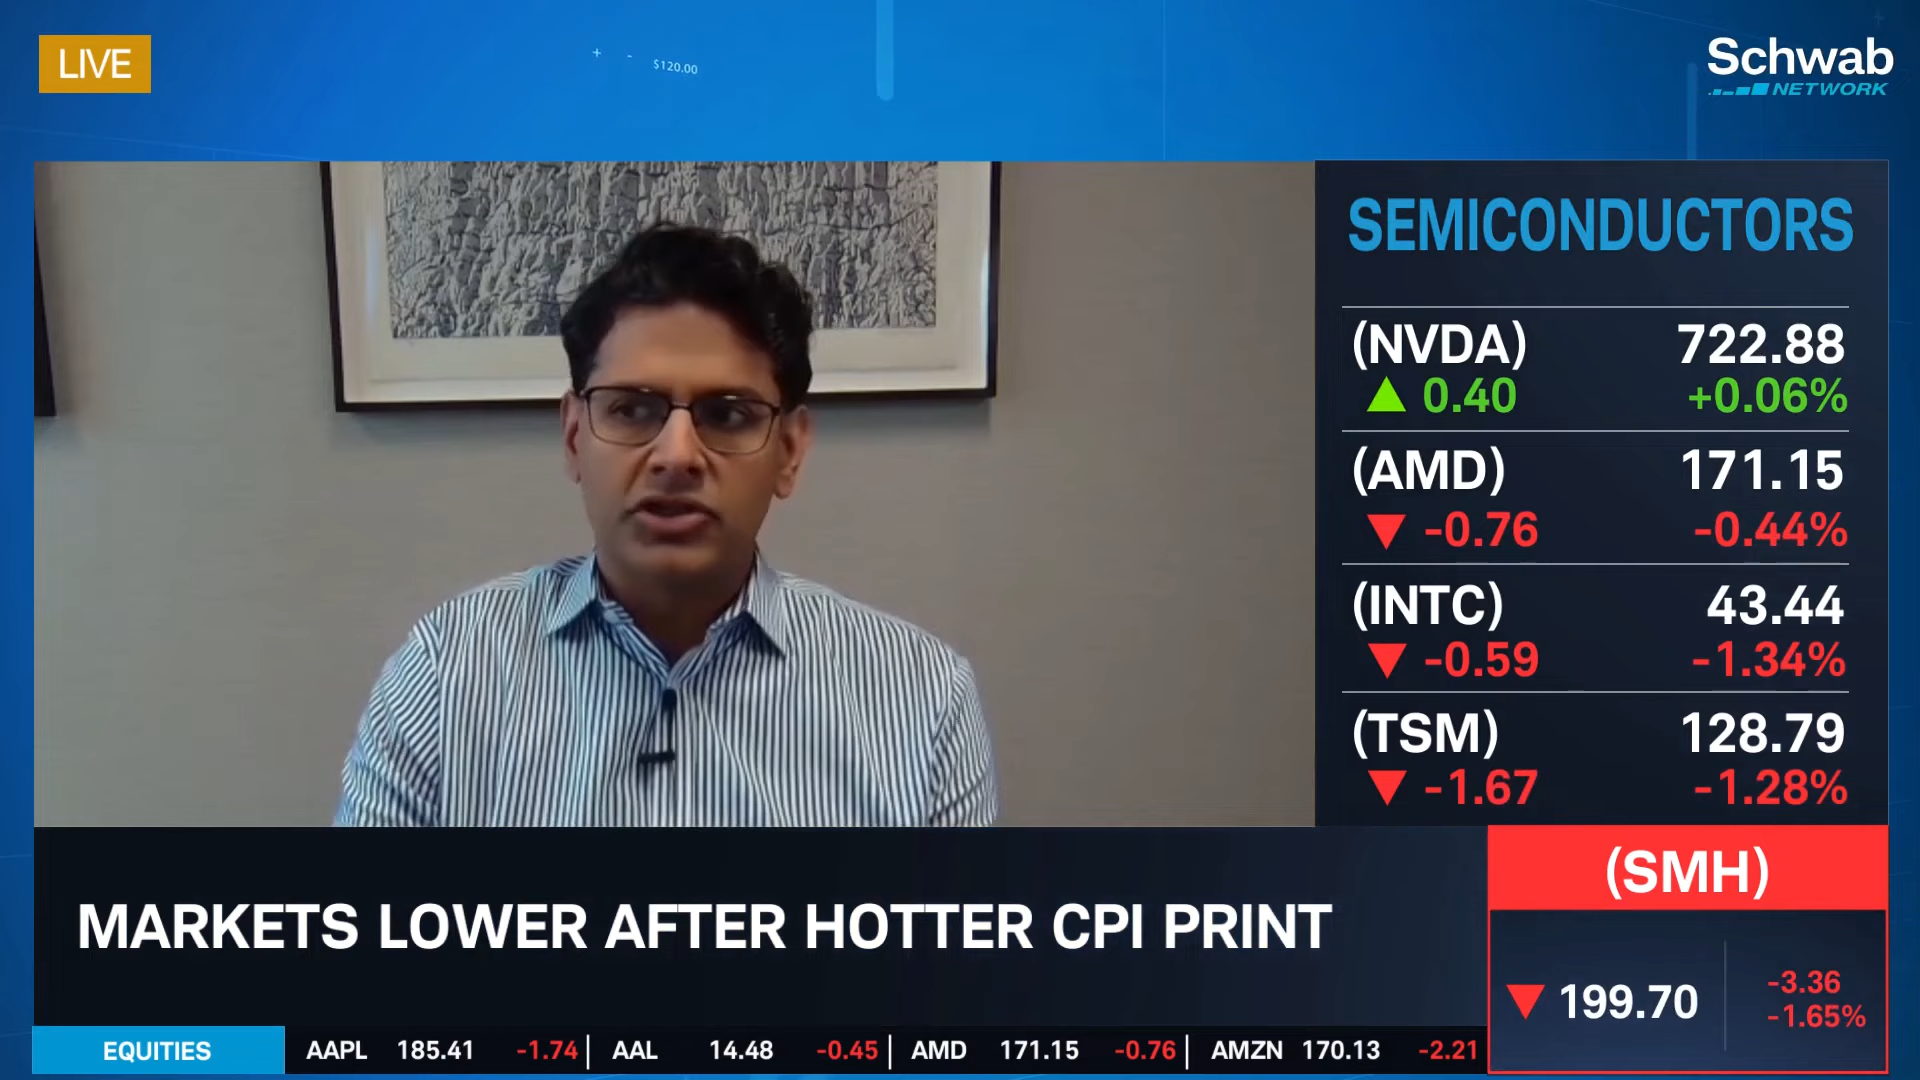 LIVE
+ - $120.00
Schwab
NETWORK
SEMICONDUCTORS
(NVDA) 722.88
▲ 0.40 +0.06%
(AMD) 171.15
▼ -0.76 -0.44%
(INTC) 43.44
▼ -0.59 -1.34%
(TSM) 128.79
▼ -1.67 -1.28%
MARKETS LOWER AFTER HOTTER CPI PRINT
(SMH)
▼ 199.70
-3.36
-1.65%
EQUITIES AAPL 185.41 -1.74 | AAL 14.48 -0.45 | AMD 171.15 -0.76 | AMZN 170.13 -2.21